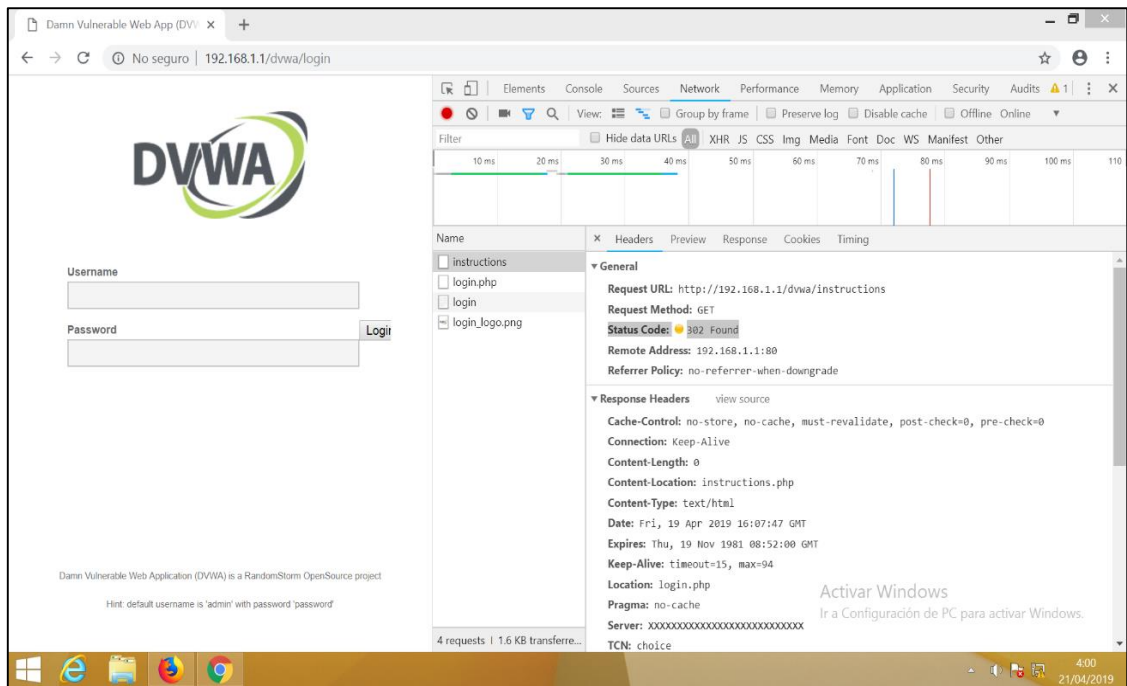 Damn Vulnerable Web App (DV
No seguro | 192.168.1.1/dvwa/login
DVWA
Username
Password
Login
Damn Vulnerable Web Application (DVWA) is a RandomStorm OpenSource project
Hint: default username is 'admin' with password 'password'
Elements Console Sources Network Performance Memory Application Security Audits 1
View: Group by frame Preserve log Disable cache Offline Online
Filter Hide data URLs All XHR JS CSS Img Media Font Doc WS Manifest Other
10 ms 20 ms 30 ms 40 ms 50 ms 60 ms 70 ms 80 ms 90 ms 100 ms 110
Name
instructions
login.php
login
login_logo.png
4 requests | 1.6 KB transferre...
× Headers Preview Response Cookies Timing
General
Request URL: http://192.168.1.1/dvwa/instructions
Request Method: GET
Status Code: 302 Found
Remote Address: 192.168.1.1:80
Referrer Policy: no-referrer-when-downgrade
Response Headers view source
Cache-Control: no-store, no-cache, must-revalidate, post-check=0, pre-check=0
Connection: Keep-Alive
Content-Length: 0
Content-Location: instructions.php
Content-Type: text/html
Date: Fri, 19 Apr 2019 16:07:47 GMT
Expires: Thu, 19 Nov 1981 08:52:00 GMT
Keep-Alive: timeout=15, max=94
Location: login.php
Pragma: no-cache
Server: XXXXXXXXXXXXXXXXXXXXXXXXXXX
TCN: choice
Activar Windows
Ir a Configuración de PC para activar Windows.
4:00
21/04/2019